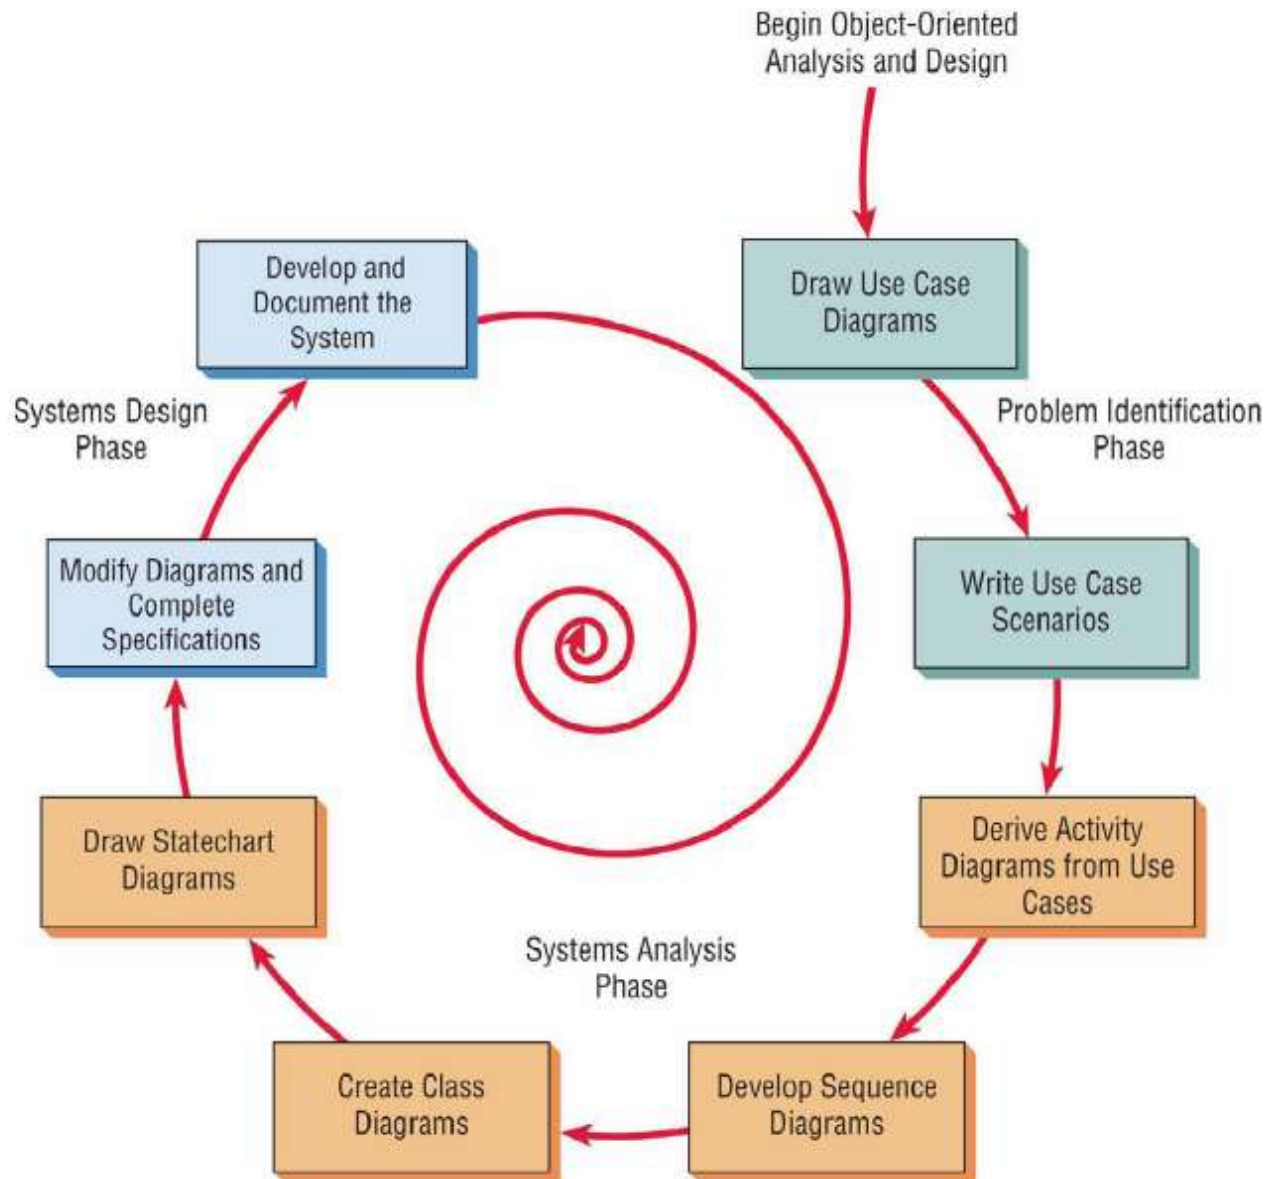 Begin Object-Oriented
Analysis and Design
Draw Use Case
Diagrams
Problem Identification
Phase
Write Use Case
Scenarios
Derive Activity
Diagrams from Use
Cases
Develop Sequence
Diagrams
Systems Analysis
Phase
Create Class
Diagrams
Draw Statechart
Diagrams
Modify Diagrams and
Complete
Specifications
Systems Design
Phase
Develop and
Document the
System